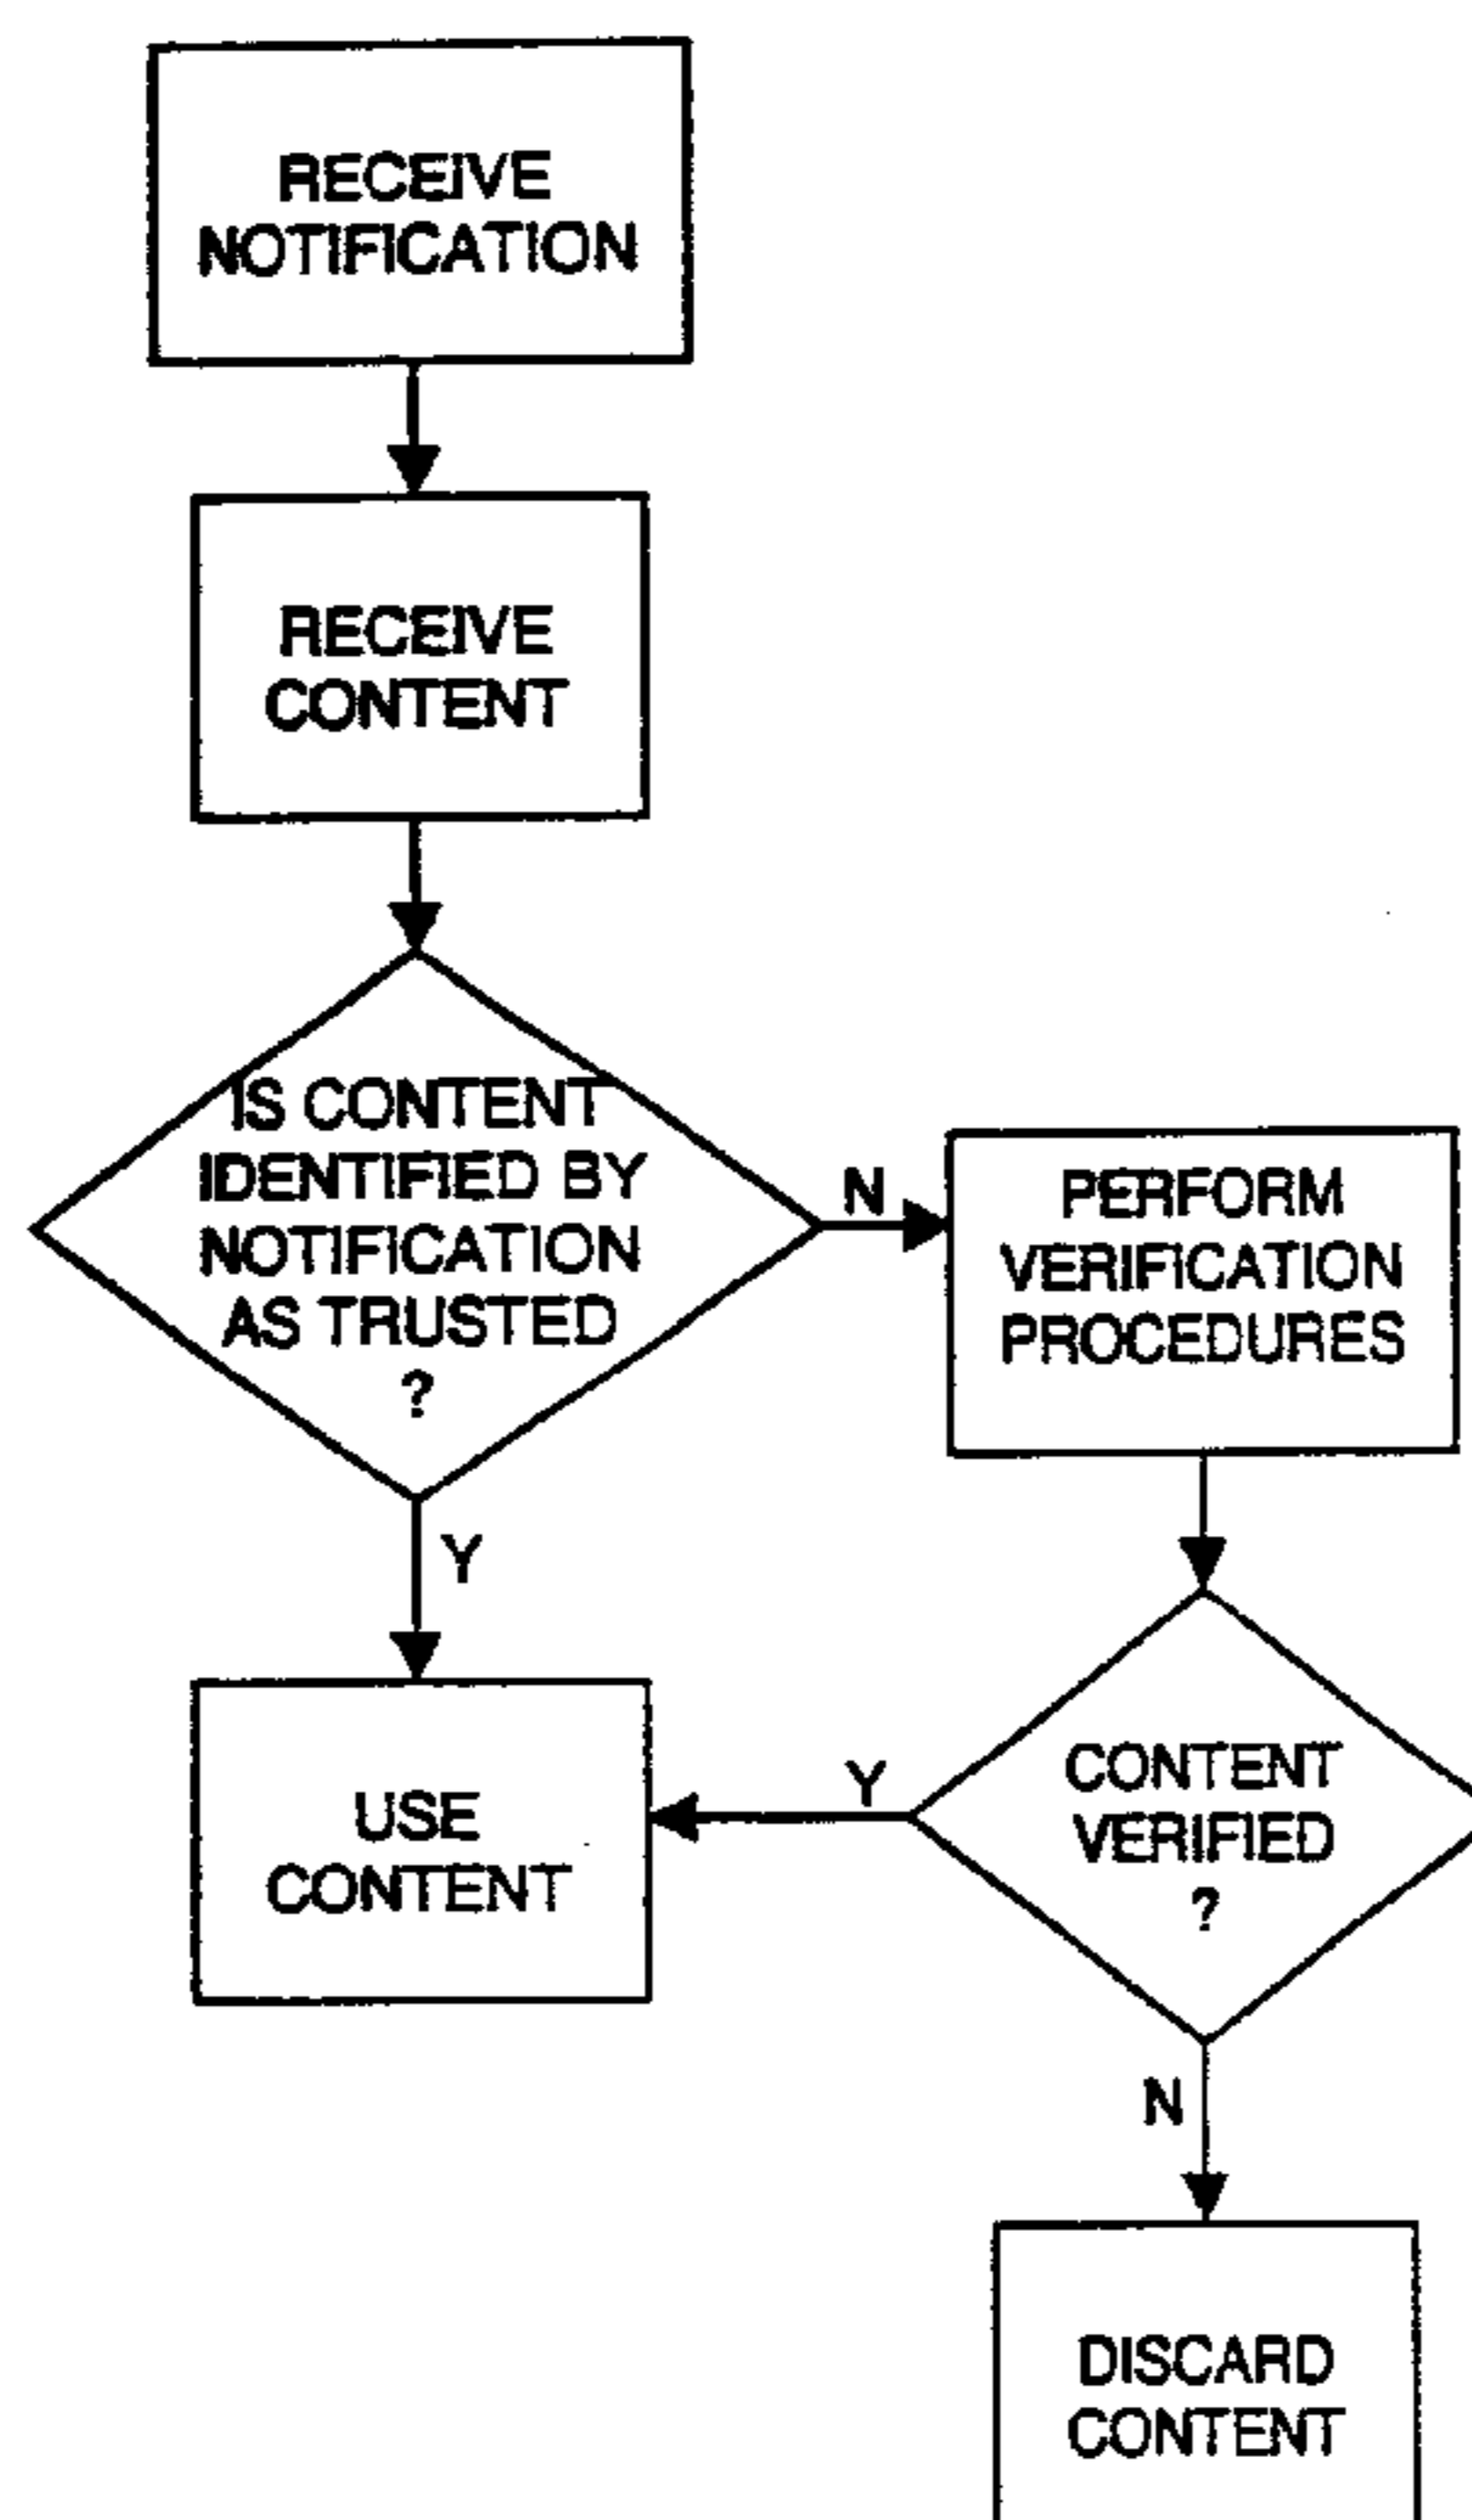 RECEIVE
NOTIFICATION
RECEIVE
CONTENT
IS CONTENT
IDENTIFIED BY
NOTIFICATION
AS TRUSTED
?
N
PERFORM
VERIFICATION
PROCEDURES
Y
USE
CONTENT
Y
CONTENT
VERIFIED
?
N
DISCARD
CONTENT